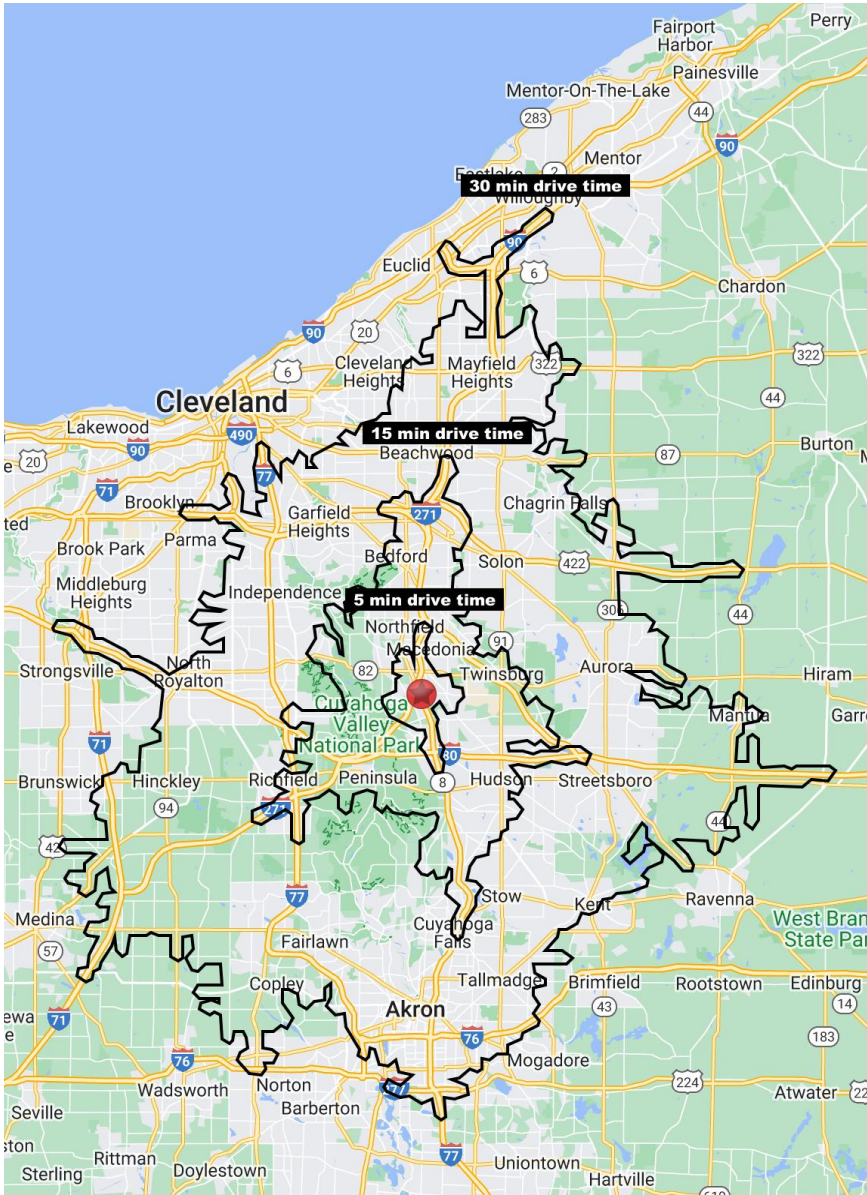 Perry
Fairport
Harbor
Painesville
Mentor-On-The-Lake
44
283
90
Mentor
2
30 min drive time
Willoughby
90
Euclid
6
Chardon
90
20
322
322
6
Cleveland
Heights
Mayfield
Heights
44
Cleveland
Lakewood
490
15 min drive time
Beachwood
Burton
20
90
77
87
71
Brooklyn
Chagrin Falls
ted
Parma
Garfield
Heights
271
Brook Park
Bedford
Solon
422
Middleburg
Heights
Independence
5 min drive time
306
44
Northfield
Macedonia
91
Strongsville
North
Royalton
82
Twinsburg
Aurora
Hiram
Cuyahoga
Valley
National Park
Mantua
Garre
71
80
Brunswick
Hinckley
Richfield
Peninsula
8
Hudson
Streetsboro
94
271
44
42
77
Stow
Kent
Ravenna
Medina
Cuyahoga
Falls
West Bran
State Par
57
Fairlawn
Copley
Tallmadge
Brimfield
Rootstown
Edinburg
14
Akron
43
71
76
183
76
Mogadore
Wadsworth
Norton
224
Atwater
22
Seville
Barberton
77
ston
Rittman
Doylestown
Uniontown
Sterling
Hartville